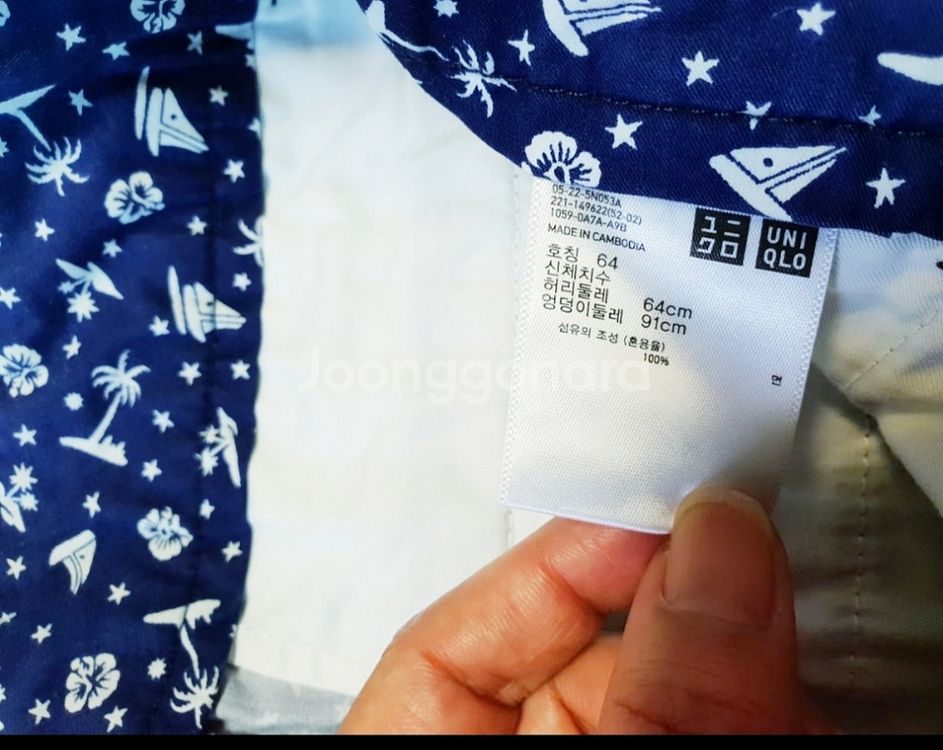 05-22-5N053A
221-149622(52-02)
1059-0A7A-A9B
MADE IN CAMBODIA
ユニ
クロ
UNI
QLO
호칭 64
신체치수
허리둘레 64cm
엉덩이둘레 91cm
섬유의 조성 (혼용율)
100%
면
Joonggonara